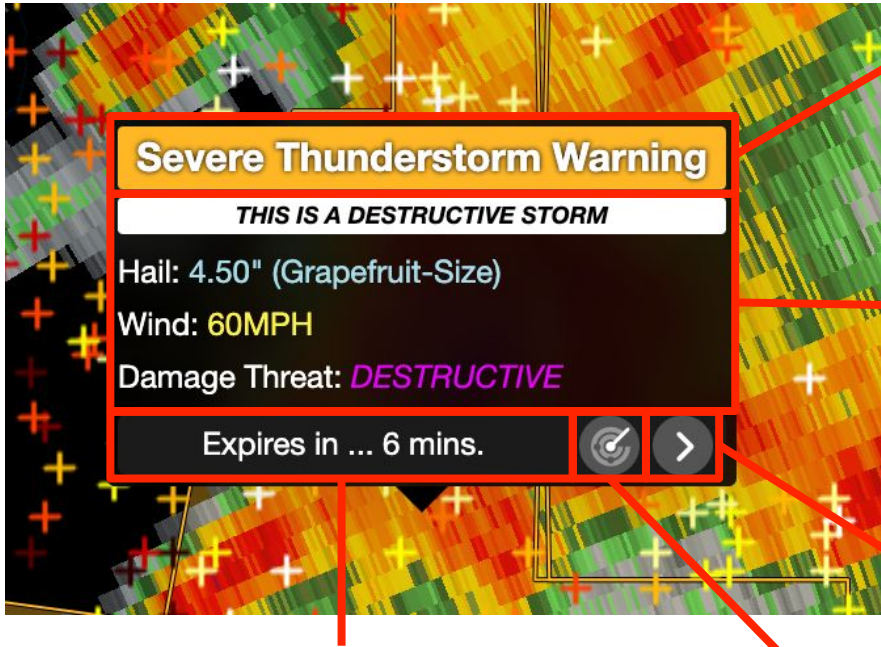 Severe Thunderstorm Warning
THIS IS A DESTRUCTIVE STORM
Hail: 4.50" (Grapefruit-Size)
Wind: 60MPH
Damage Threat: DESTRUCTIVE
Expires in ... 6 mins.